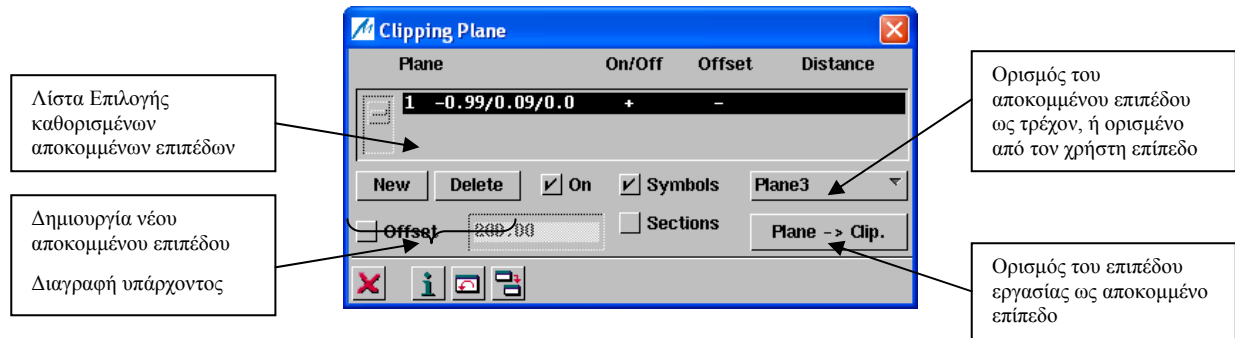 Clipping Plane
Plane On/Off Offset Distance
1 -0.99/0.09/0.0 + -
New Delete On Symbols Plane3
Offset 200.00 Sections Plane -> Clip.
Λίστα Επιλογής
καθορισμένων
αποκομμένων επιπέδων
Δημιουργία νέου
αποκομμένου επιπέδου
Διαγραφή υπάρχοντος
Ορισμός του
αποκομμένου επιπέδου
ως τρέχον, ή ορισμένο
από τον χρήστη επίπεδο
Ορισμός του επιπέδου
εργασίας ως αποκομμένο
επίπεδο